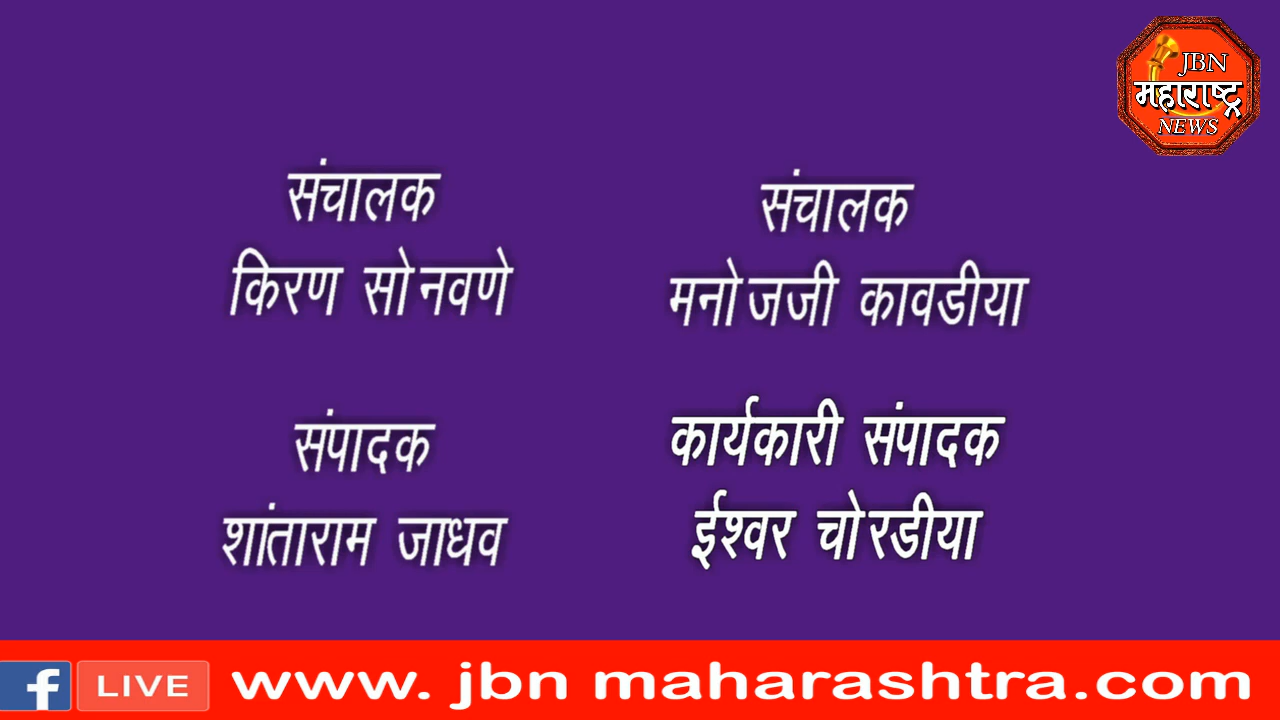 JBN
महाराष्ट्र
NEWS
संचालक
किरण सोनवणे
संचालक
मनोजजी कावडीया
संपादक
शांताराम जाधव
कार्यकारी संपादक
ईश्वर चोरडीया
f LIVE www. jbn maharashtra.com